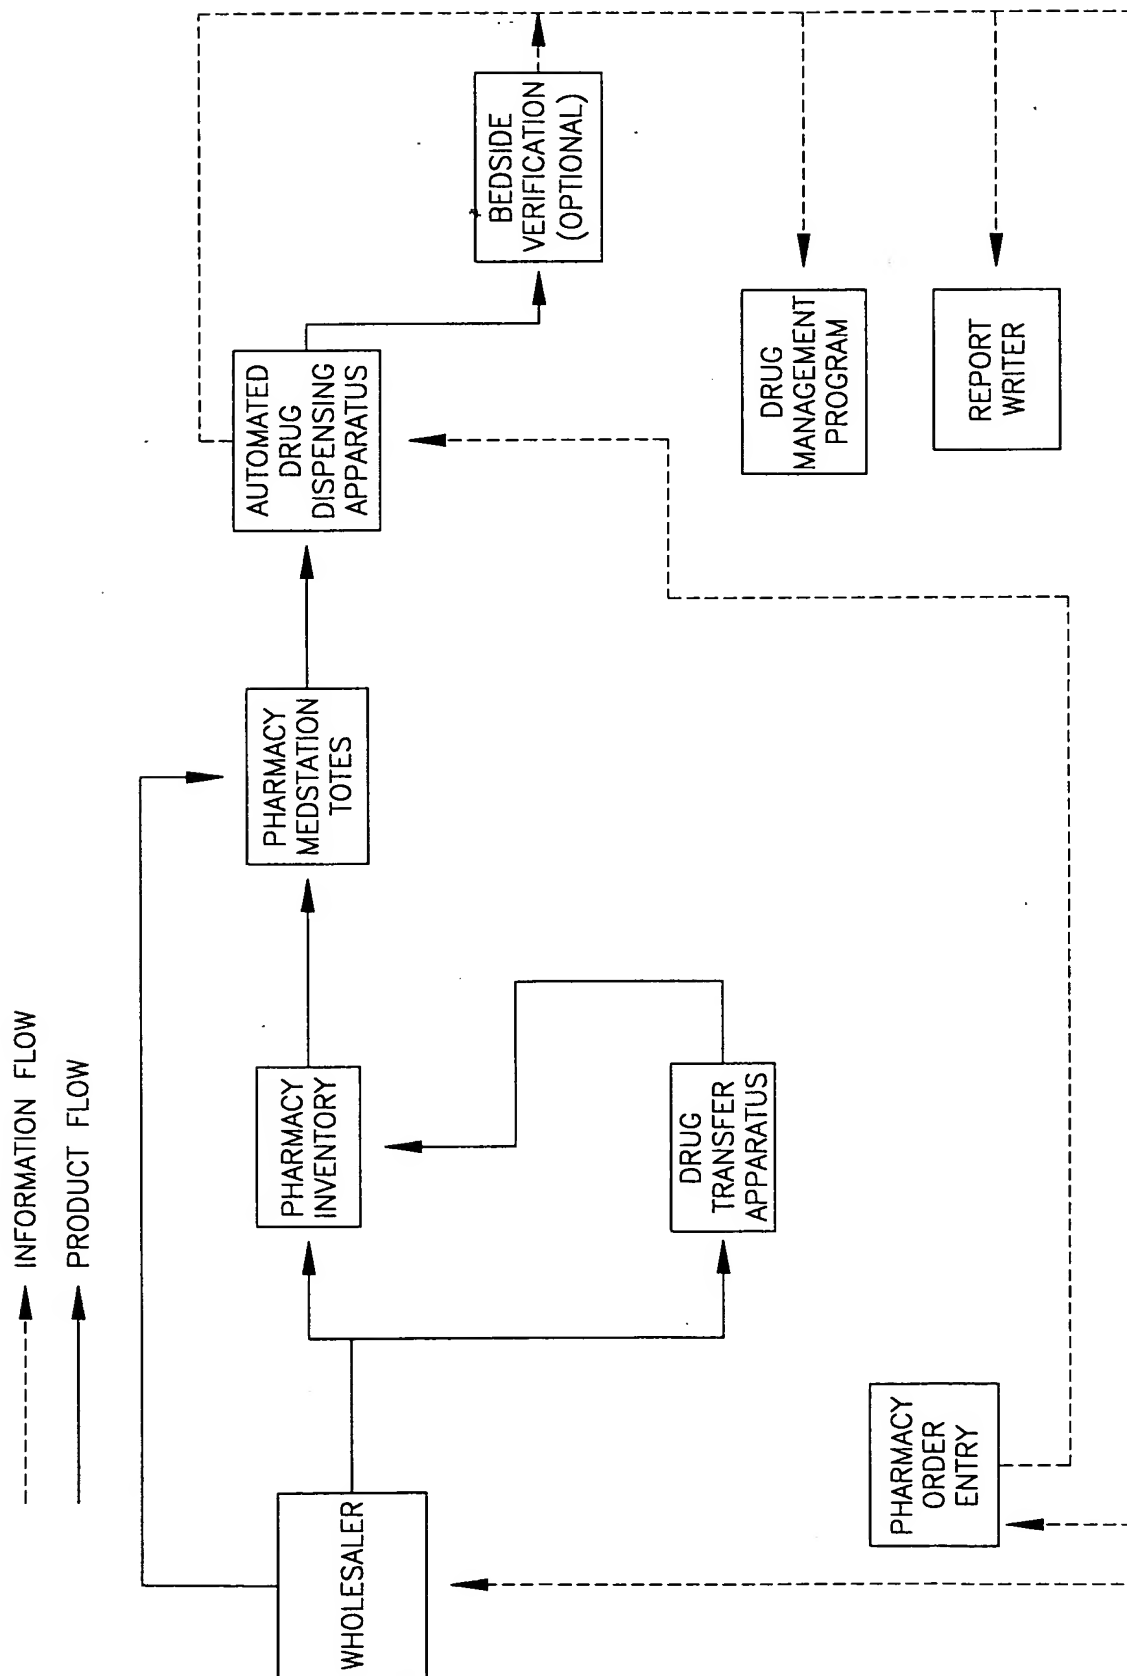 INFORMATION FLOW
PRODUCT FLOW
WHOLESALER
PHARMACY
INVENTORY
DRUG
TRANSFER
APPARATUS
PHARMACY
ORDER
ENTRY
PHARMACY
MEDSTATION
TOTES
AUTOMATED
DRUG
DISPENSING
APPARATUS
BEDSIDE
VERIFICATION
(OPTIONAL)
DRUG
MANAGEMENT
PROGRAM
REPORT
WRITER